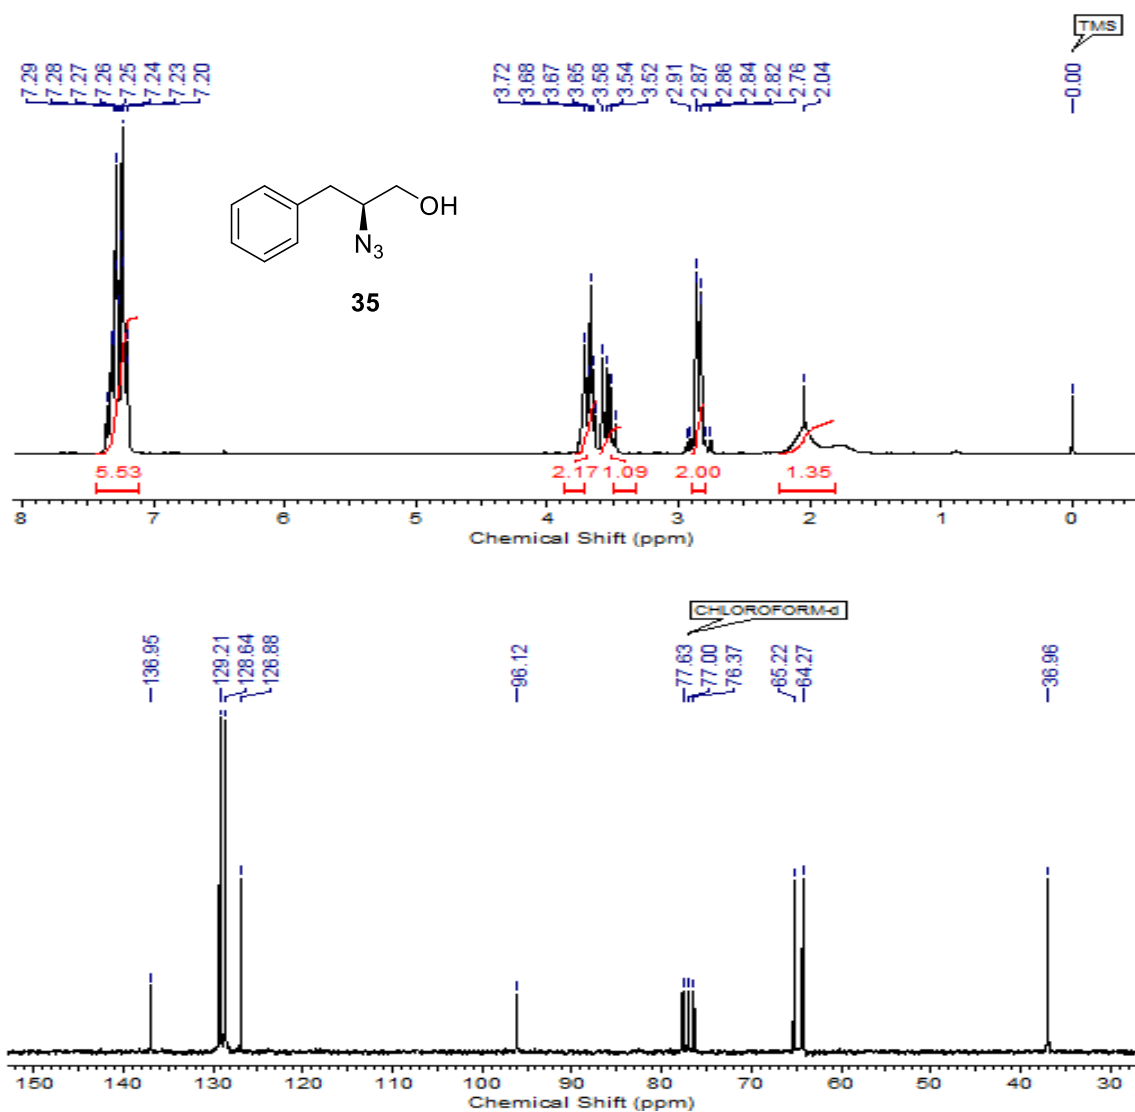 TMS
7.29 7.28 7.27 7.26 7.25 7.24 7.23 7.20 3.72 3.68 3.67 3.65 3.58 3.54 3.52 2.91 2.87 2.86 2.84 2.82 2.76 2.04 -0.00
OH
N3
35
5.53 2.17 1.09 2.00 1.35
8 7 6 5 4 3 2 1 0
Chemical Shift (ppm)
CHLOROFORM-d
136.95 129.21 128.64 126.88 96.12 77.63 77.00 76.37 65.22 64.27 36.96
150 140 130 120 110 100 90 80 70 60 50 40 30
Chemical Shift (ppm)